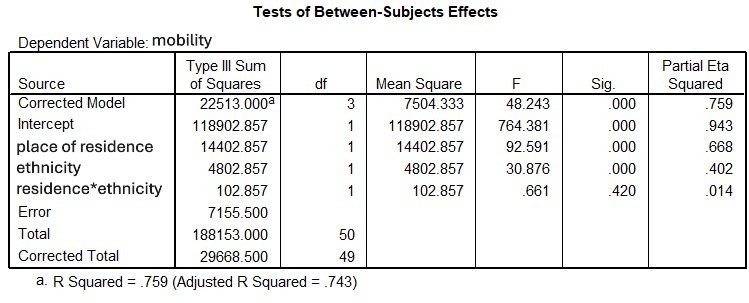 Tests of Between-Subjects Effects
Dependent Variable: mobility
Source Type III Sum of Squares df Mean Square F Sig. Partial Eta Squared
Corrected Model 22513.000a 3 7504.333 48.243 .000 .759
Intercept 118902.857 1 118902.857 764.381 .000 .943
place of residence 14402.857 1 14402.857 92.591 .000 .668
ethnicity 4802.857 1 4802.857 30.876 .000 .402
residence*ethnicity 102.857 1 102.857 .661 .420 .014
Error 7155.500
Total 188153.000 50
Corrected Total 29668.500 49
a. R Squared = .759 (Adjusted R Squared = .743)